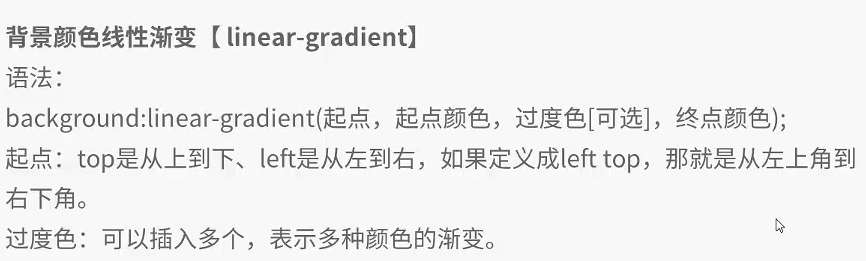 背景颜色线性渐变【 linear-gradient】
语法：
background:linear-gradient(起点，起点颜色，过度色[可选]，终点颜色);
起点：top是从上到下、left是从左到右，如果定义成left top，那就是从左上角到
右下角。
过度色：可以插入多个，表示多种颜色的渐变。